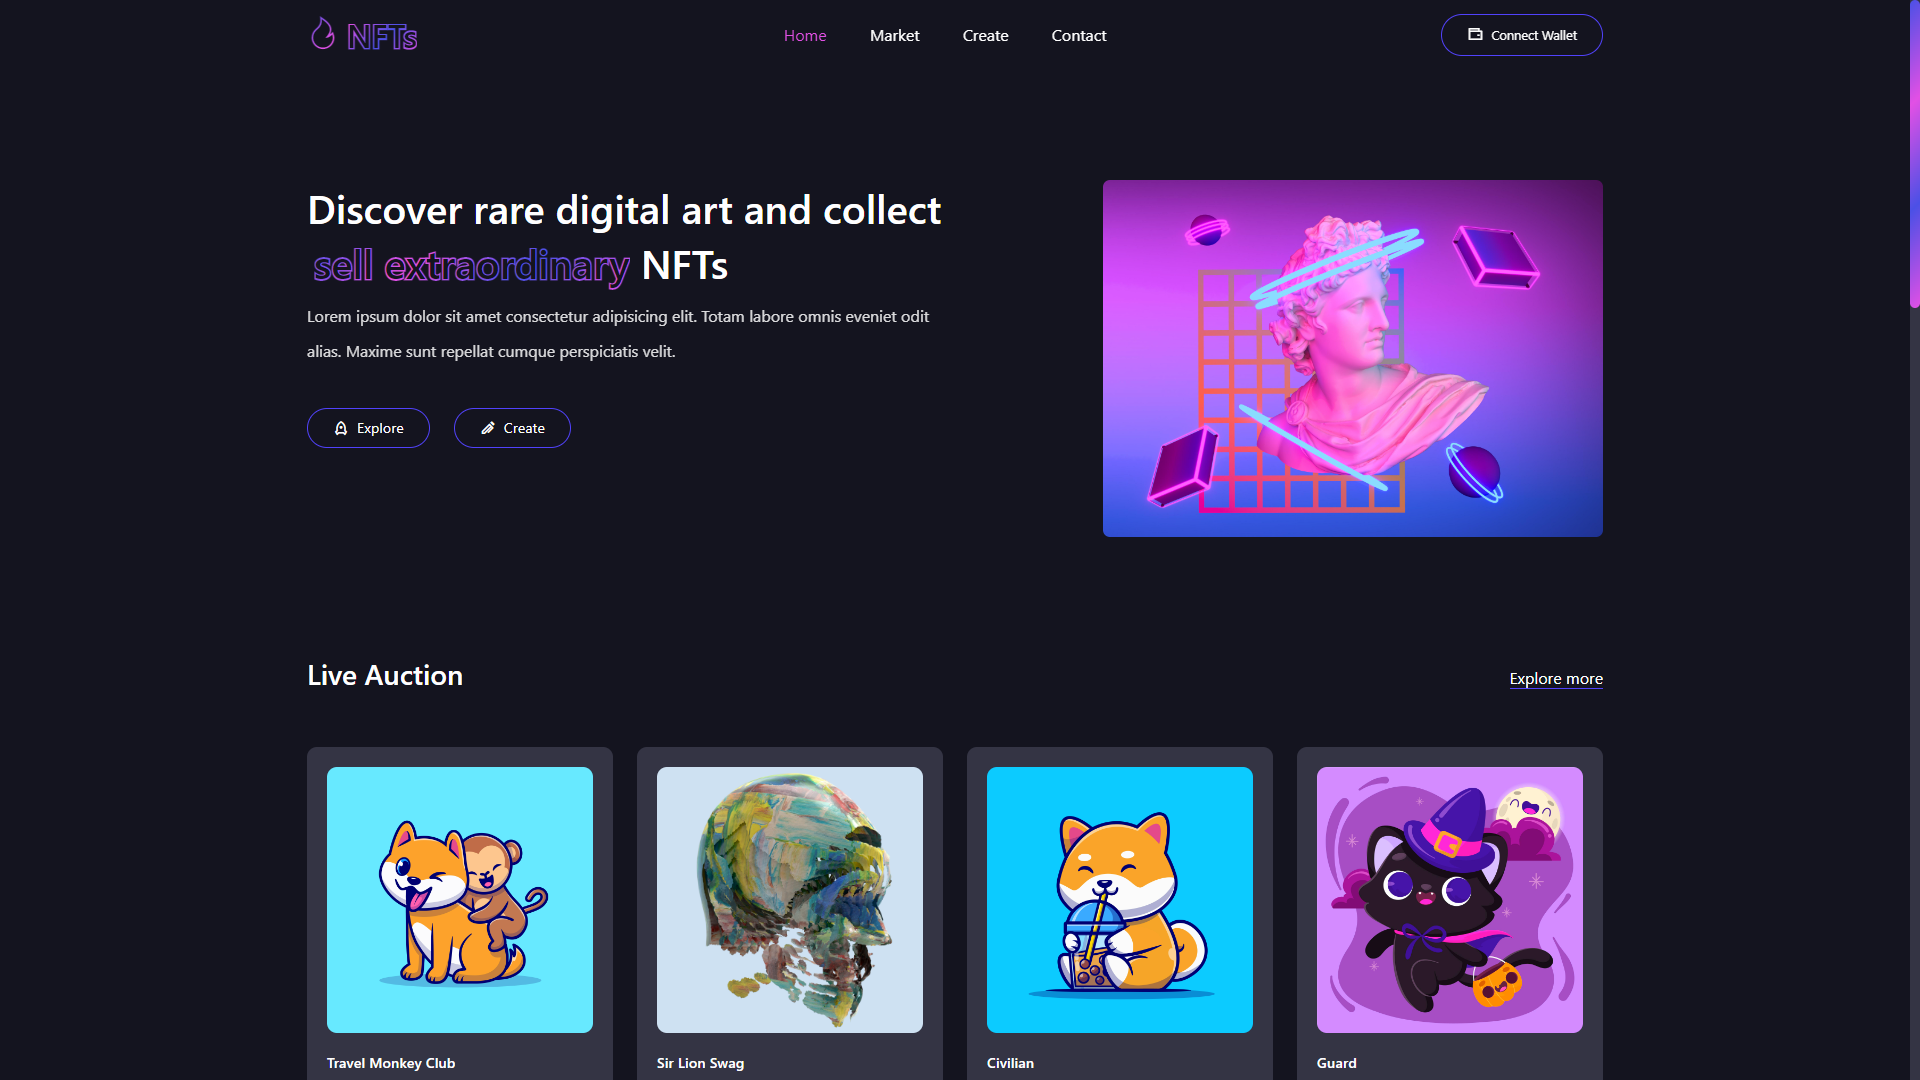 NFTs
Home Market Create Contact
Connect Wallet
Discover rare digital art and collect
sell extraordinary NFTs
Lorem ipsum dolor sit amet consectetur adipisicing elit. Totam labore omnis eveniet odit
alias. Maxime sunt repellat cumque perspiciatis velit.
Explore Create
Live Auction
Explore more
Travel Monkey Club
Sir Lion Swag
Civilian
Guard